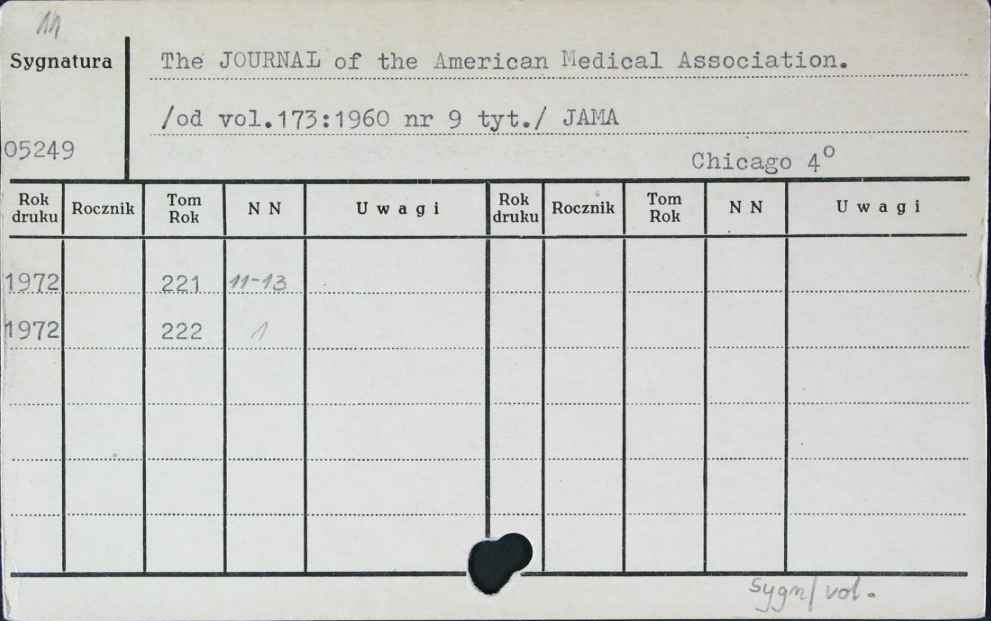 Sygnatura
The JOURNAL of the American Medical Association.
/od vol.173:1960 nr 9 tyt./ JAMA
05249
Chicago 4°
Rok druku Rocznik Tom Rok N N Uwagi Rok druku Rocznik Tom Rok N N Uwagi
1972 221 11-13
1972 222 1
Sygn/vol.